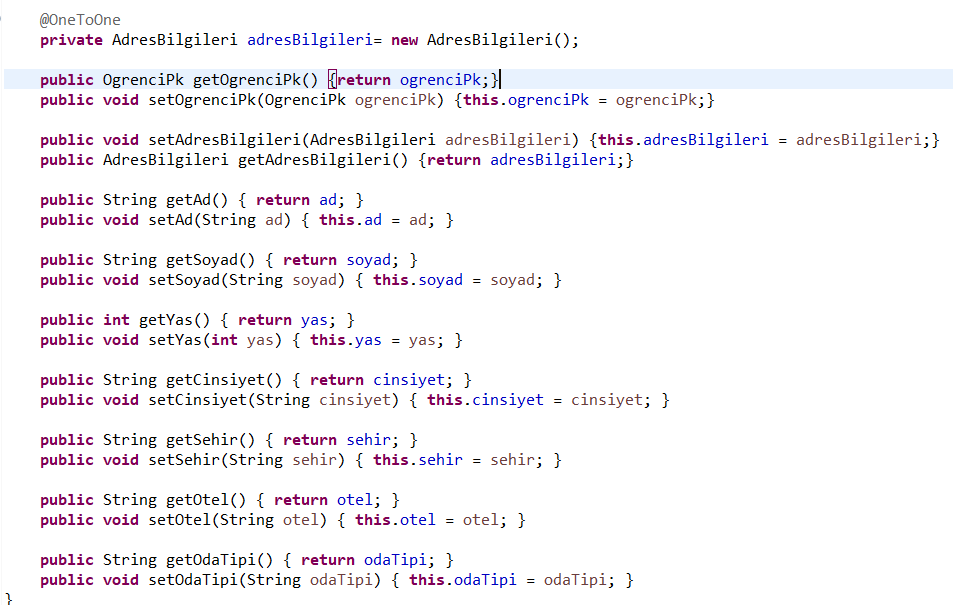 @OneToOne
private AdresBilgileri adresBilgileri= new AdresBilgileri();
public OgrenciPk getOgrenciPk() {return ogrenciPk;}
public void setOgrenciPk(OgrenciPk ogrenciPk) {this.ogrenciPk = ogrenciPk;}
public void setAdresBilgileri(AdresBilgileri adresBilgileri) {this.adresBilgileri = adresBilgileri;}
public AdresBilgileri getAdresBilgileri() {return adresBilgileri;}
public String getAd() { return ad; }
public void setAd(String ad) { this.ad = ad; }
public String getSoyad() { return soyad; }
public void setSoyad(String soyad) { this.soyad = soyad; }
public int getYas() { return yas; }
public void setYas(int yas) { this.yas = yas; }
public String getCinsiyet() { return cinsiyet; }
public void setCinsiyet(String cinsiyet) { this.cinsiyet = cinsiyet; }
public String getSehir() { return sehir; }
public void setSehir(String sehir) { this.sehir = sehir; }
public String getOtel() { return otel; }
public void setOtel(String otel) { this.otel = otel; }
public String getOdaTipi() { return odaTipi; }
public void setOdaTipi(String odaTipi) { this.odaTipi = odaTipi; }
}